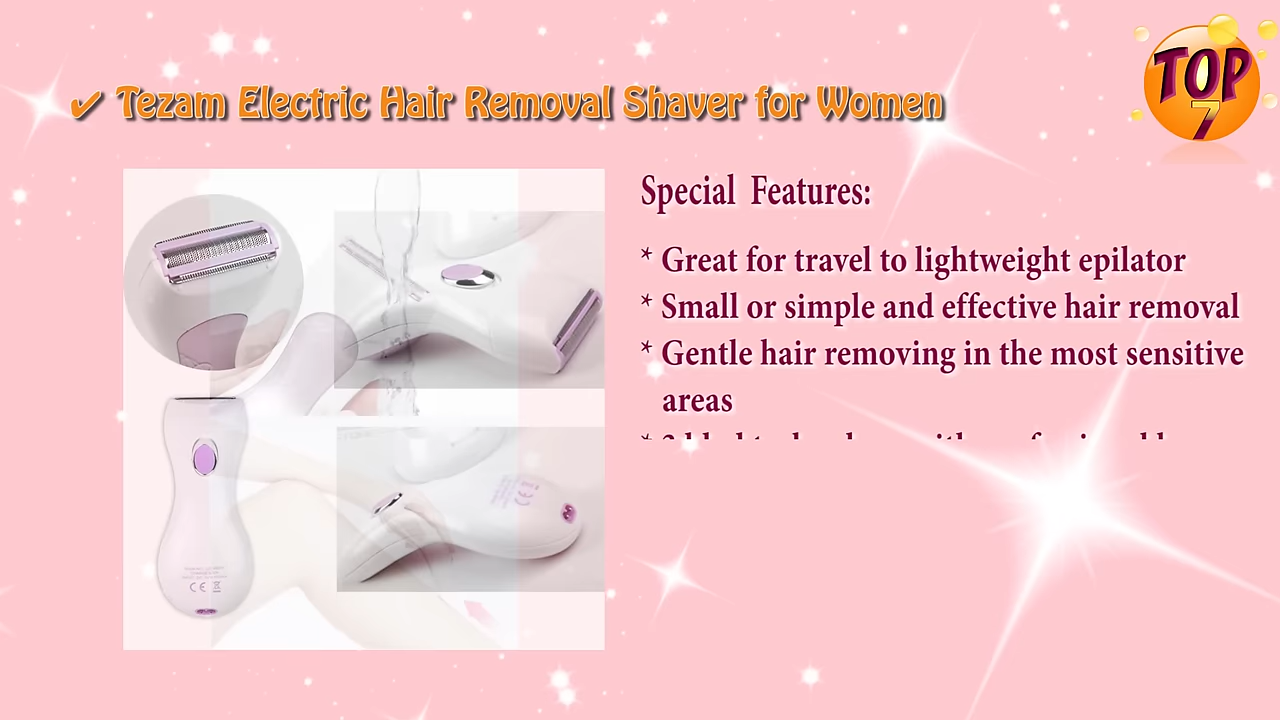 TOP
7
✔ Tezam Electric Hair Removal Shaver for Women
Special Features:
* Great for travel to lightweight epilator
* Small or simple and effective hair removal
* Gentle hair removing in the most sensitive
areas
CE